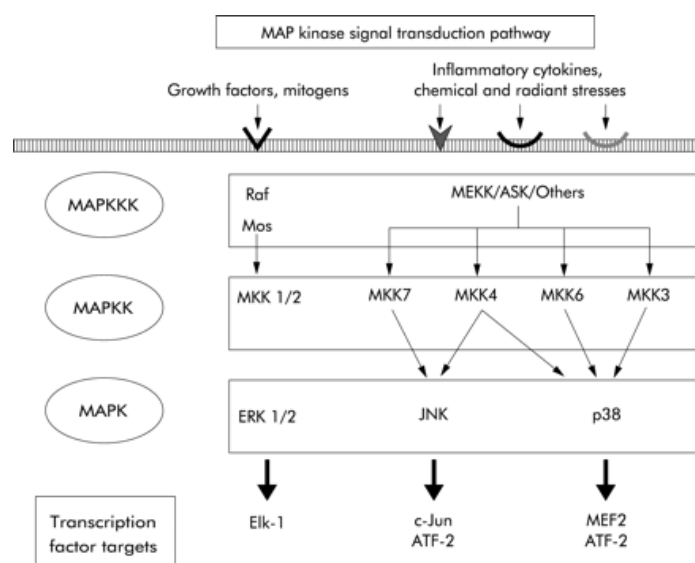 MAP kinase signal transduction pathway
Growth factors, mitogens
Inflammatory cytokines,
chemical and radiant stresses
MAPKKK
Raf
MEKK/ASK/Others
Mos
MAPKK
MKK 1/2
MKK7
MKK4
MKK6
MKK3
MAPK
ERK 1/2
JNK
p38
Transcription
factor targets
Elk-1
c-Jun
ATF-2
MEF2
ATF-2